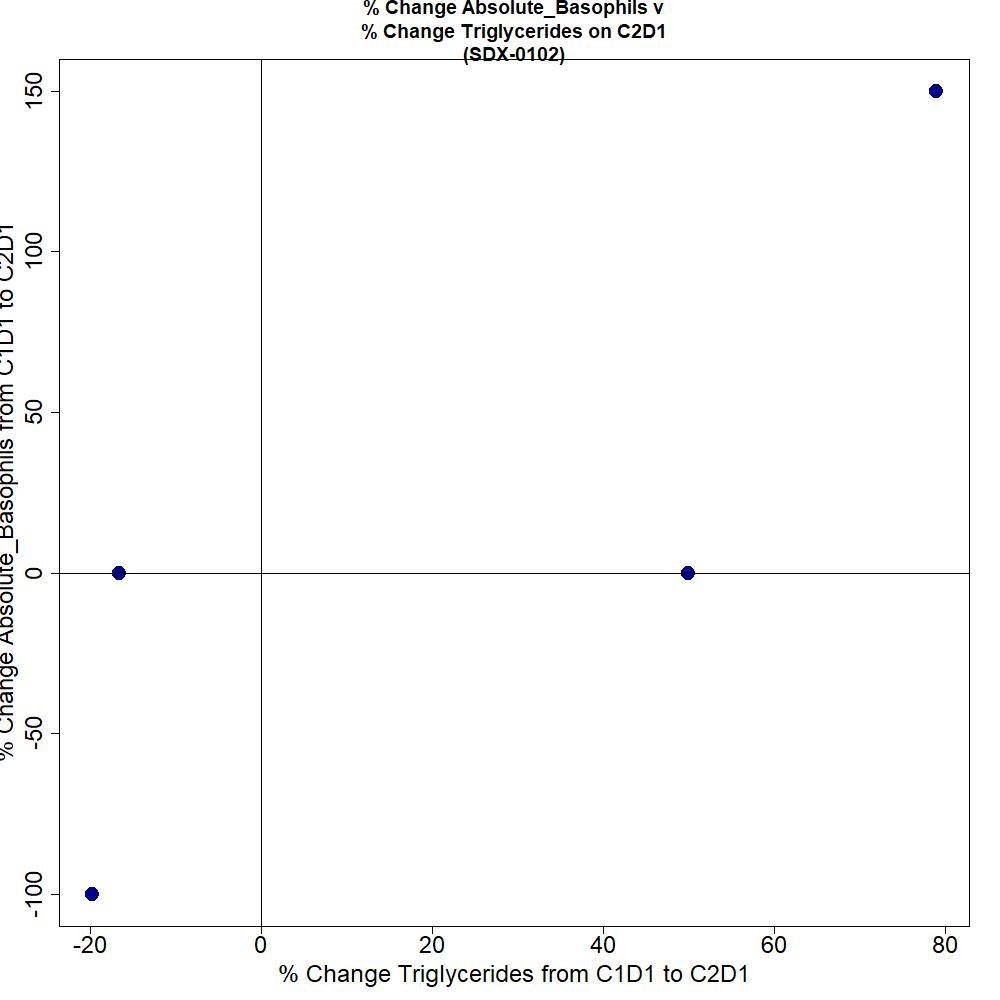 % Change Absolute_Basophils v
% Change Triglycerides on C2D1
(SDX-0102)
% Change Absolute_Basophils from C1D1 to C2D1
150
100
50
0
-50
-100
-20
0
20
40
60
80
% Change Triglycerides from C1D1 to C2D1